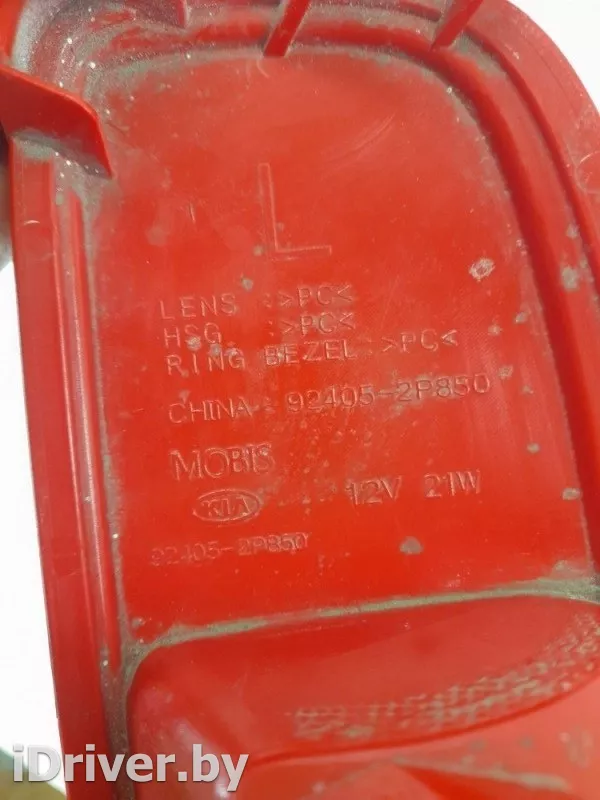 L
LENS :>PC<
HSG. :>PC<
RING BEZEL:>PC<
CHINA : 92405-2P850
MOBIS
KIA 12V 21W
92405-2P850
iDriver.by